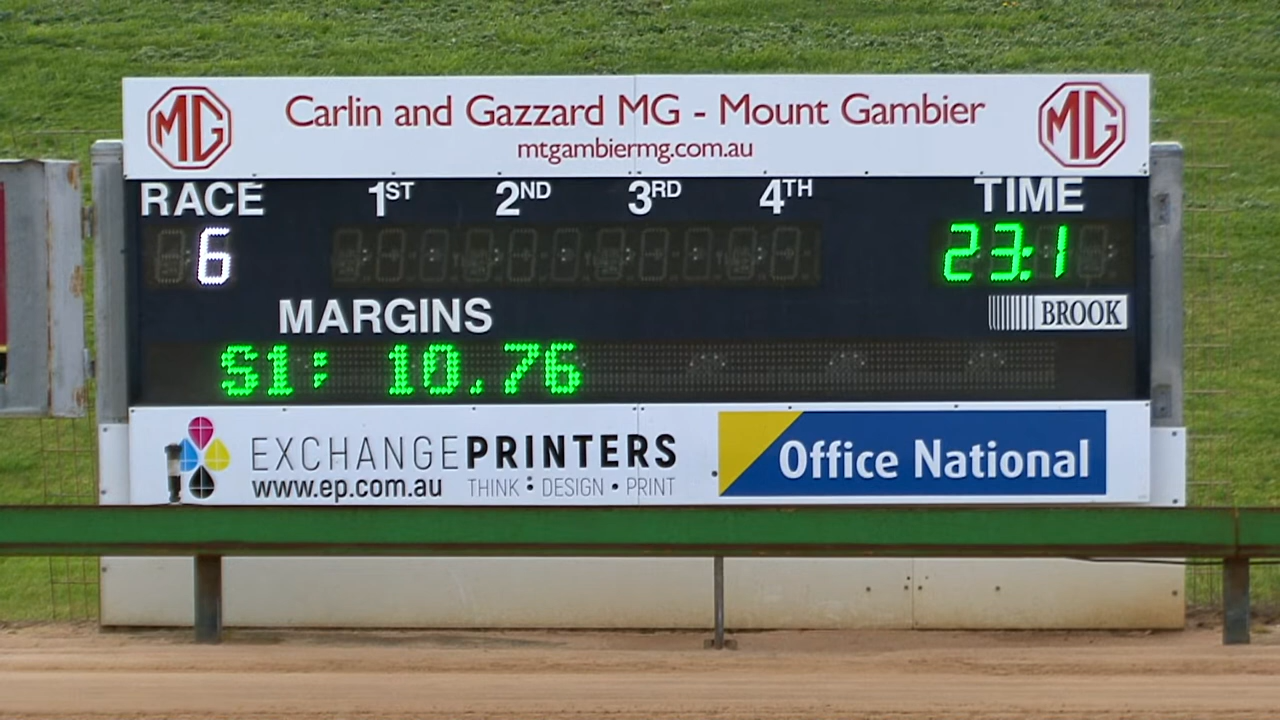 MG Carlin and Gazzard MG - Mount Gambier MG
mtgambiermg.com.au
RACE 1ST 2ND 3RD 4TH TIME
6 23:1
MARGINS BROOK
S1: 10.76
EXCHANGEPRINTERS
www.ep.com.au THINK : DESIGN • PRINT
Office National